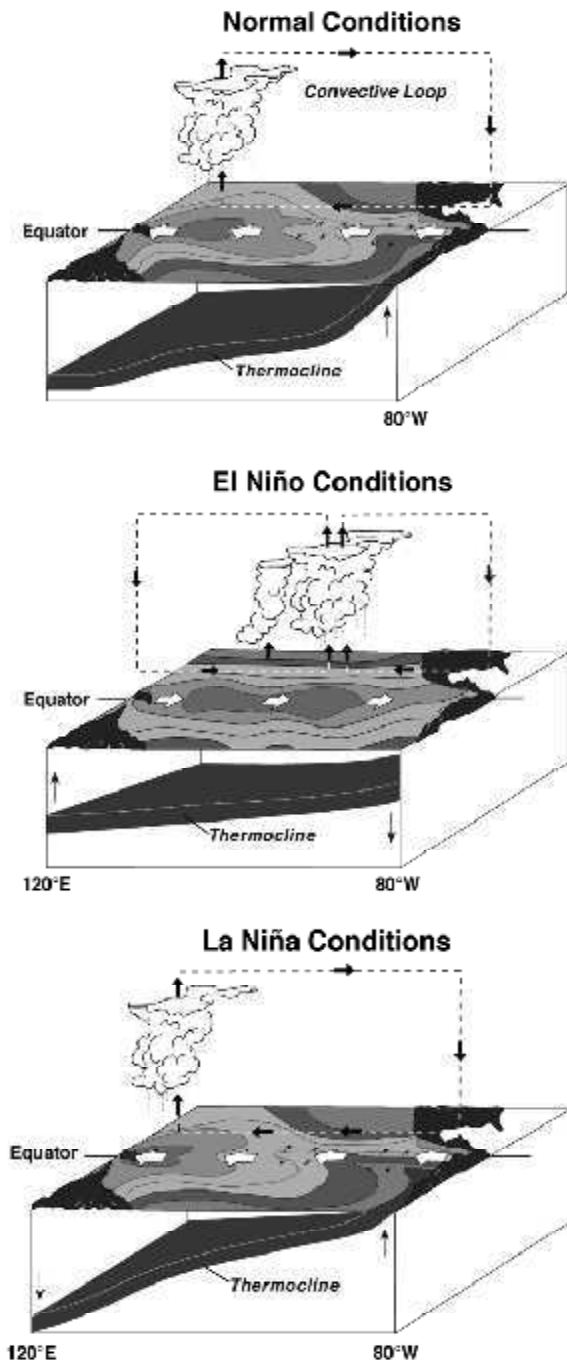 Normal Conditions
Convective Loop
Equator
Thermocline
80°W
El Niño Conditions
Equator
Thermocline
120°E 80°W
La Niña Conditions
Equator
Thermocline
120°E 80°W